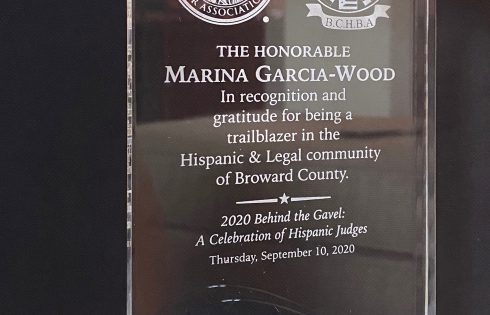 R ASSOCIATIO
B.C.H.B.A
THE HONORABLE
MARINA GARCIA-WOOD
In recognition and
gratitude for being a
trailblazer in the
Hispanic & Legal community
of Broward County.
2020 Behind the Gavel:
A Celebration of Hispanic Judges
Thursday, September 10, 2020